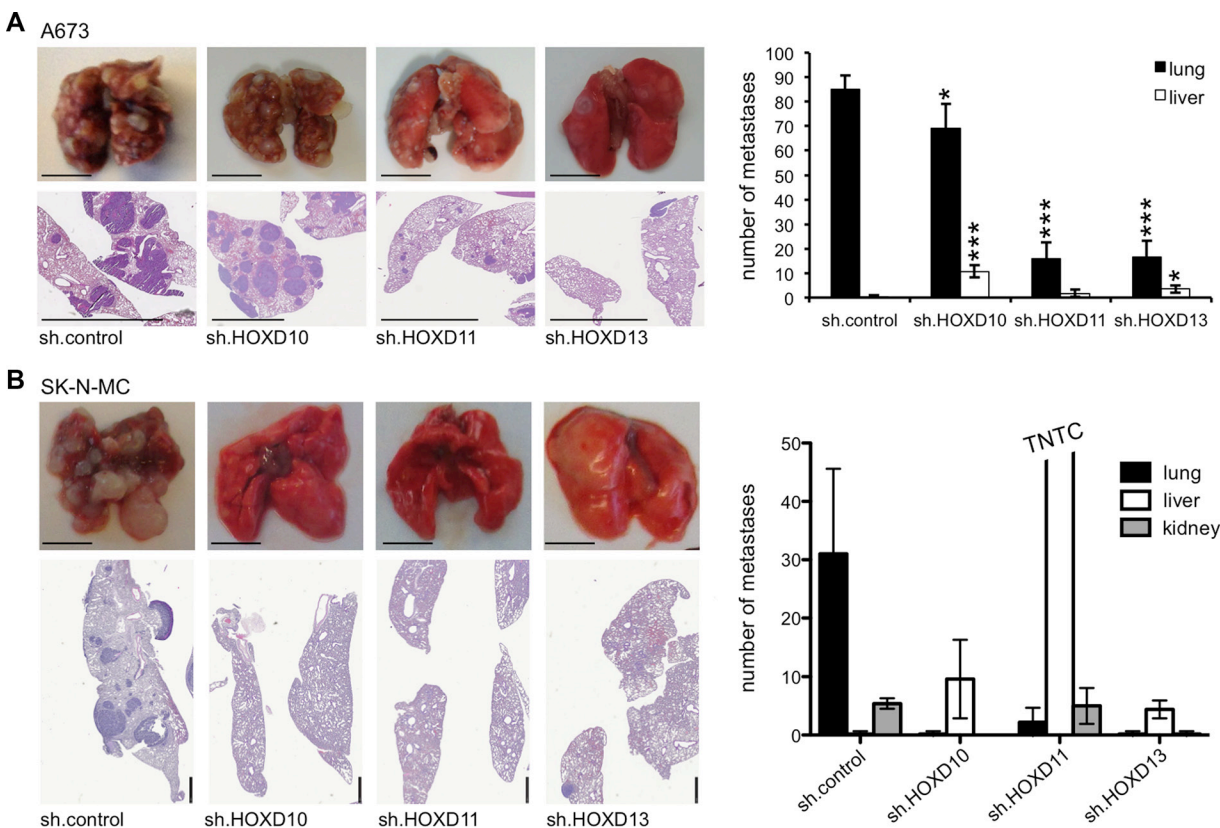 A
A673
sh.control
sh.HOXD10
sh.HOXD11
sh.HOXD13
100
90
80
70
60
50
40
30
20
10
0
number of metastases
lung
liver
*
***
***
***
*
sh.control
sh.HOXD10
sh.HOXD11
sh.HOXD13
B
SK-N-MC
sh.control
sh.HOXD10
sh.HOXD11
sh.HOXD13
50
40
30
20
10
0
number of metastases
TNTC
lung
liver
kidney
sh.control
sh.HOXD10
sh.HOXD11
sh.HOXD13